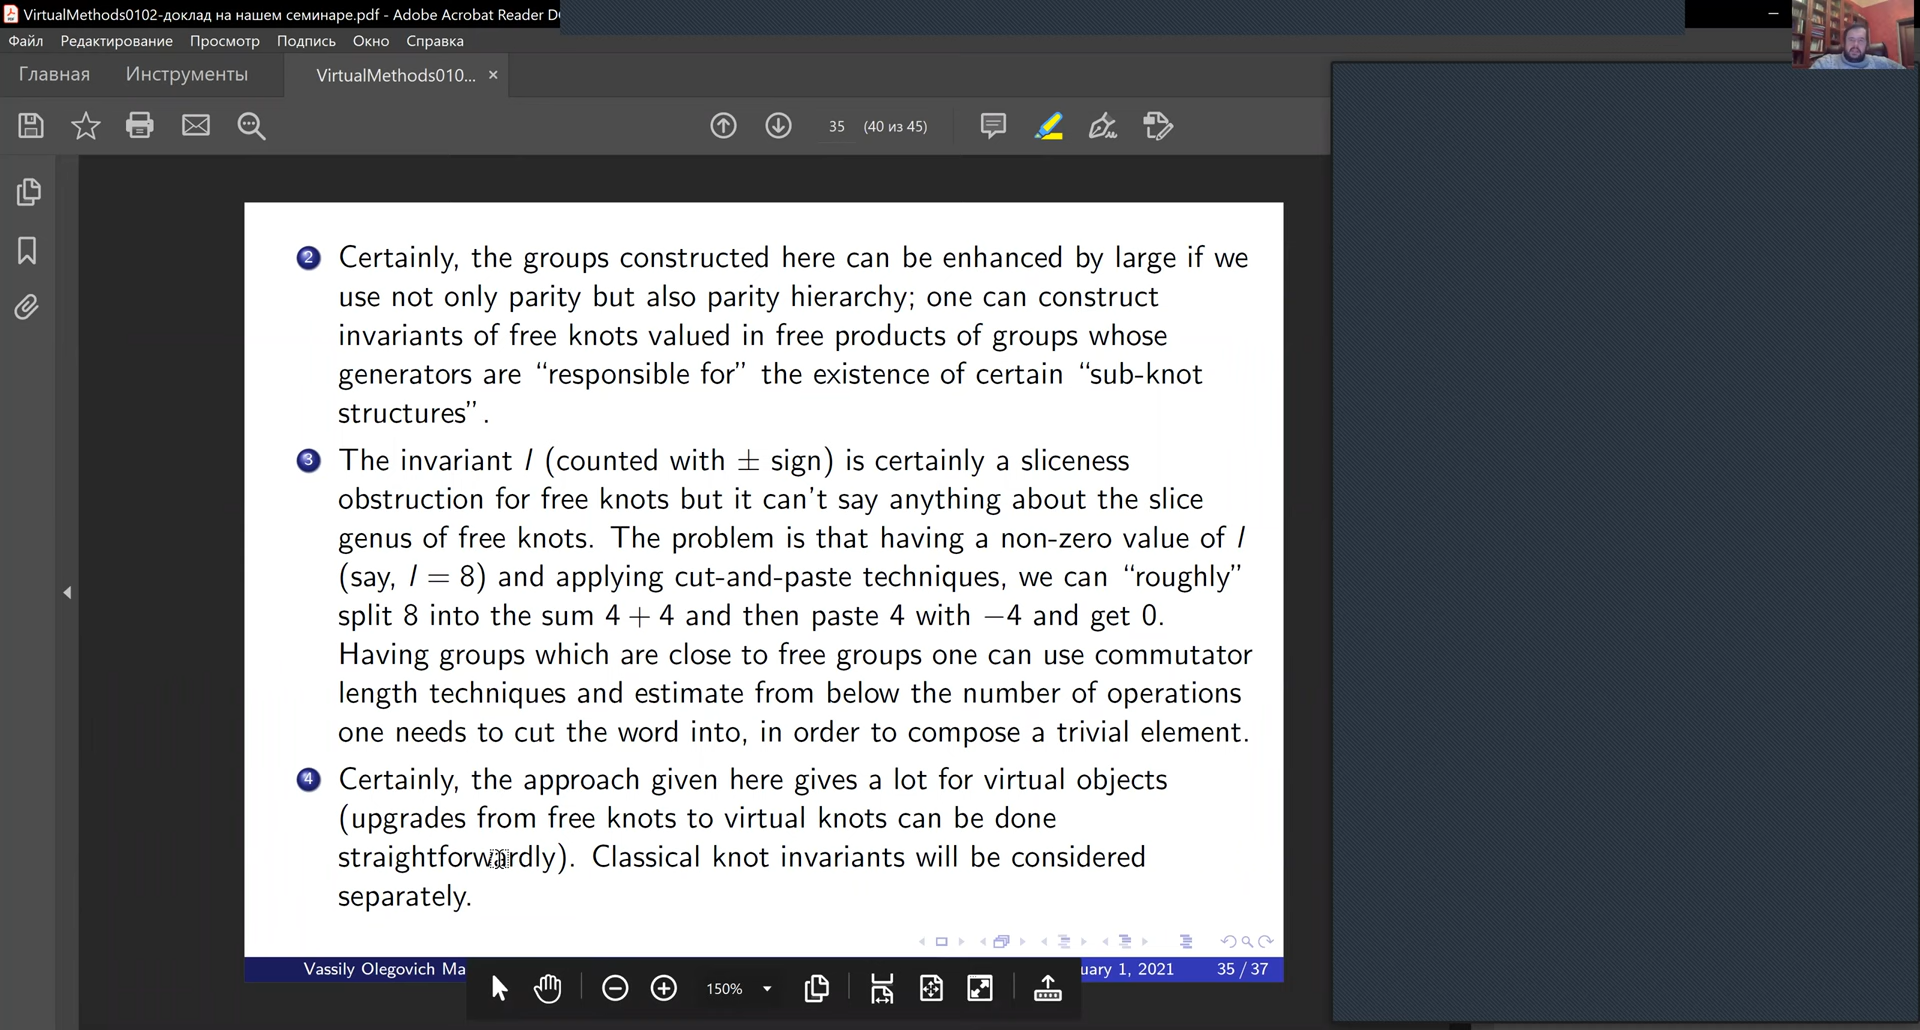 VirtualMethods0102-доклад на нашем семинаре.pdf - Adobe Acrobat Reader
Файл Редактирование Просмотр Подпись Окно Справка
Главная Инструменты VirtualMethods010... ×
35 (40 из 45)
2 Certainly, the groups constructed here can be enhanced by large if we
use not only parity but also parity hierarchy; one can construct
invariants of free knots valued in free products of groups whose
generators are “responsible for” the existence of certain “sub-knot
structures”.
3 The invariant l (counted with ± sign) is certainly a sliceness
obstruction for free knots but it can't say anything about the slice
genus of free knots. The problem is that having a non-zero value of l
(say, l = 8) and applying cut-and-paste techniques, we can “roughly”
split 8 into the sum 4 + 4 and then paste 4 with −4 and get 0.
Having groups which are close to free groups one can use commutator
length techniques and estimate from below the number of operations
one needs to cut the word into, in order to compose a trivial element.
4 Certainly, the approach given here gives a lot for virtual objects
(upgrades from free knots to virtual knots can be done
straightforwardly). Classical knot invariants will be considered
separately.
Vassily Olegovich Ma uary 1, 2021 35 / 37
150%